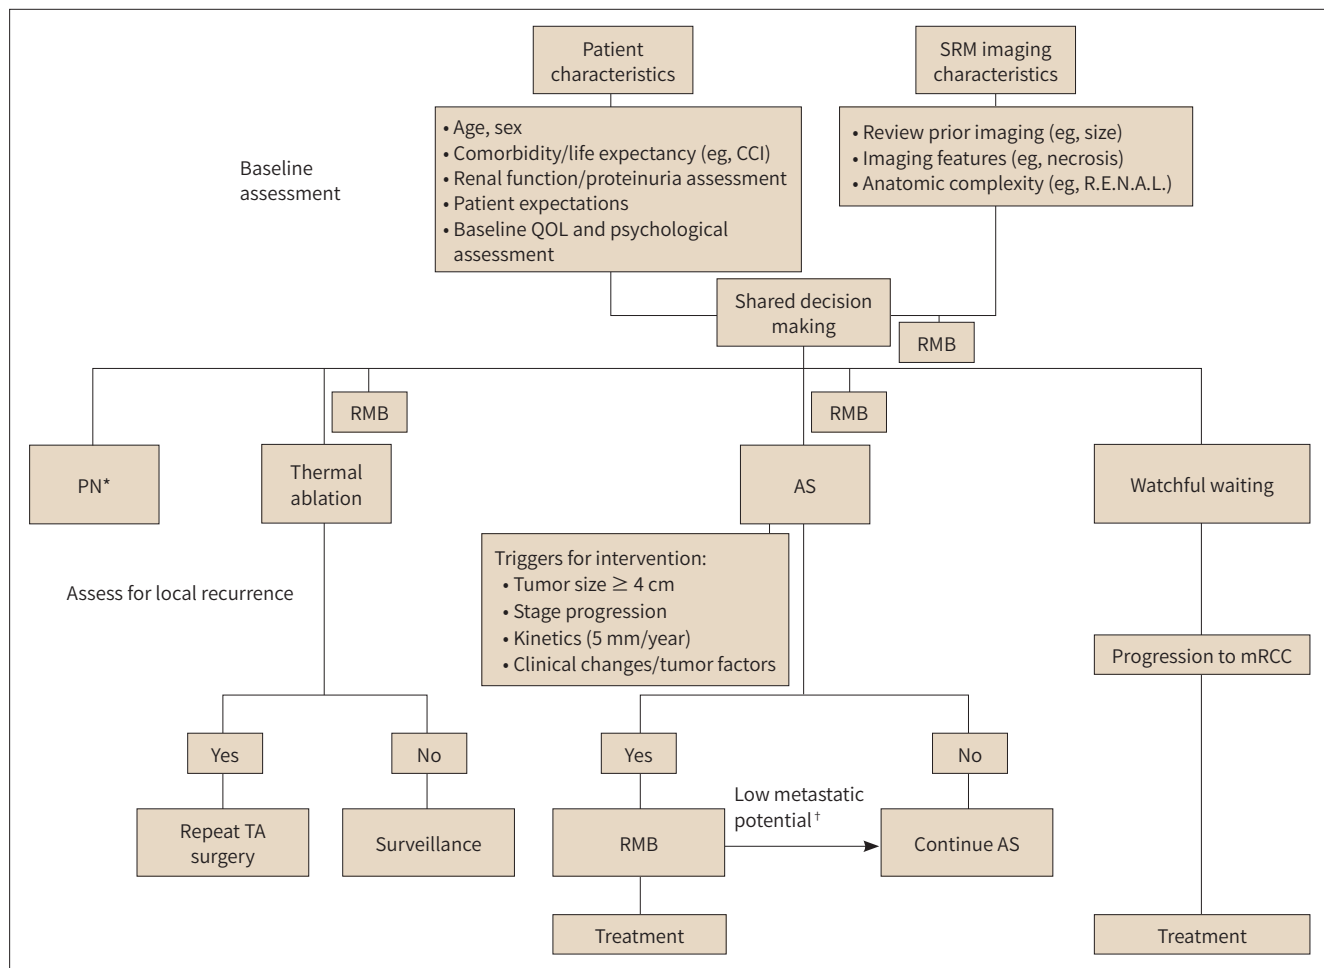 Patient
characteristics
SRM imaging
characteristics
Baseline
assessment
• Age, sex
• Comorbidity/life expectancy (eg, CCI)
• Renal function/proteinuria assessment
• Patient expectations
• Baseline QOL and psychological
assessment
• Review prior imaging (eg, size)
• Imaging features (eg, necrosis)
• Anatomic complexity (eg, R.E.N.A.L.)
Shared decision
making
RMB
RMB
RMB
PN*
Thermal
ablation
AS
Watchful waiting
Assess for local recurrence
Triggers for intervention:
• Tumor size ≥ 4 cm
• Stage progression
• Kinetics (5 mm/year)
• Clinical changes/tumor factors
Progression to mRCC
Yes
No
Yes
No
Repeat TA
surgery
Surveillance
RMB
Low metastatic
potential†
Continue AS
Treatment
Treatment